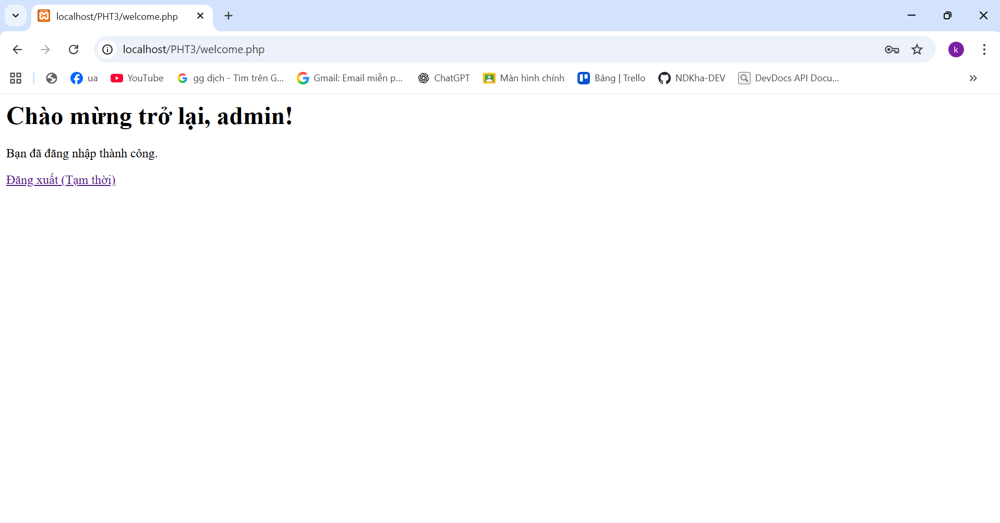 localhost/PHT3/welcome.php
localhost/PHT3/welcome.php
k
ua
YouTube
gg dịch - Tìm trên G...
Gmail: Email miễn p...
ChatGPT
Màn hình chính
Bảng | Trello
NDKha-DEV
DevDocs API Docu...
Chào mừng trở lại, admin!
Bạn đã đăng nhập thành công.
Đăng xuất (Tạm thời)